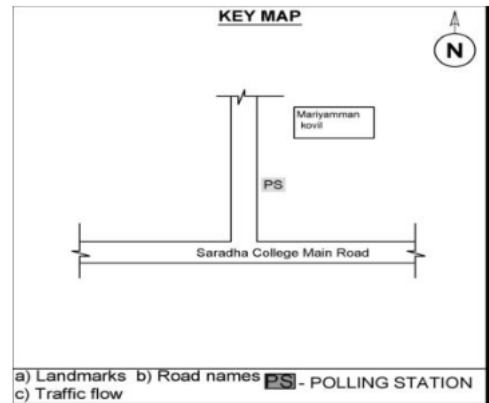 KEY MAP
N
Mariyamman
kovil
PS
Saradha College Main Road
a) Landmarks b) Road names PS - POLLING STATION
c) Traffic flow